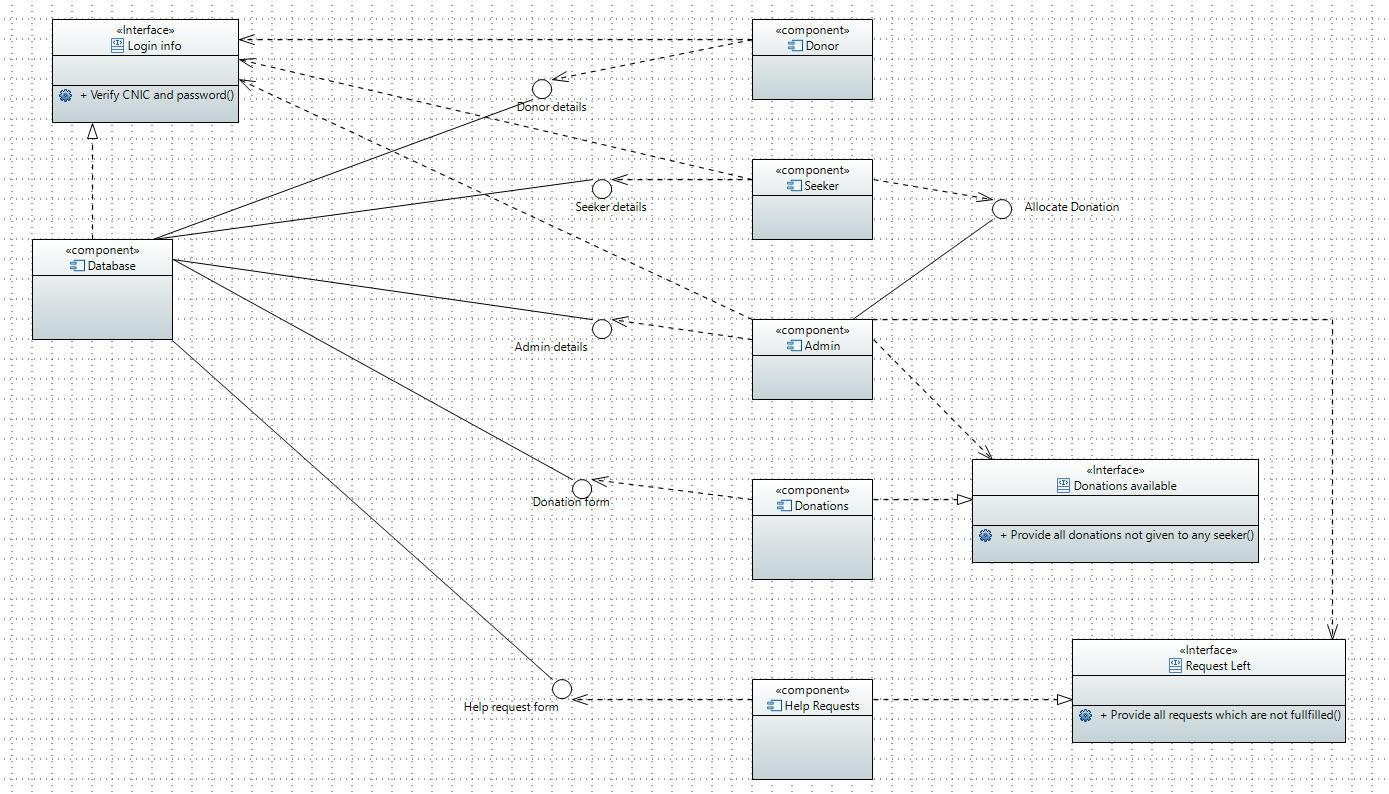 «Interface»
Login info
+ Verify CNIC and password()
«component»
Donor
Donor details
«component»
Seeker
Seeker details
Allocate Donation
«component»
Database
«component»
Admin
Admin details
«Interface»
Donations available
+ Provide all donations not given to any seeker()
«component»
Donations
Donation form
«Interface»
Request Left
+ Provide all requests which are not fullfilled()
«component»
Help Requests
Help request form